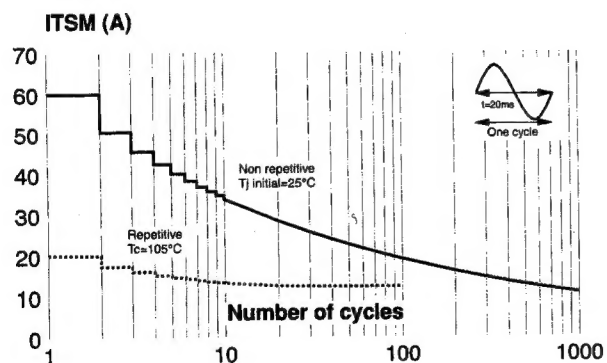 ITSM (A)
70
60
50
40
30
20
10
0
t=20ms
One cycle
Non repetitive
Tj initial=25°C
Repetitive
Tc=105°C
Number of cycles
1
10
100
1000